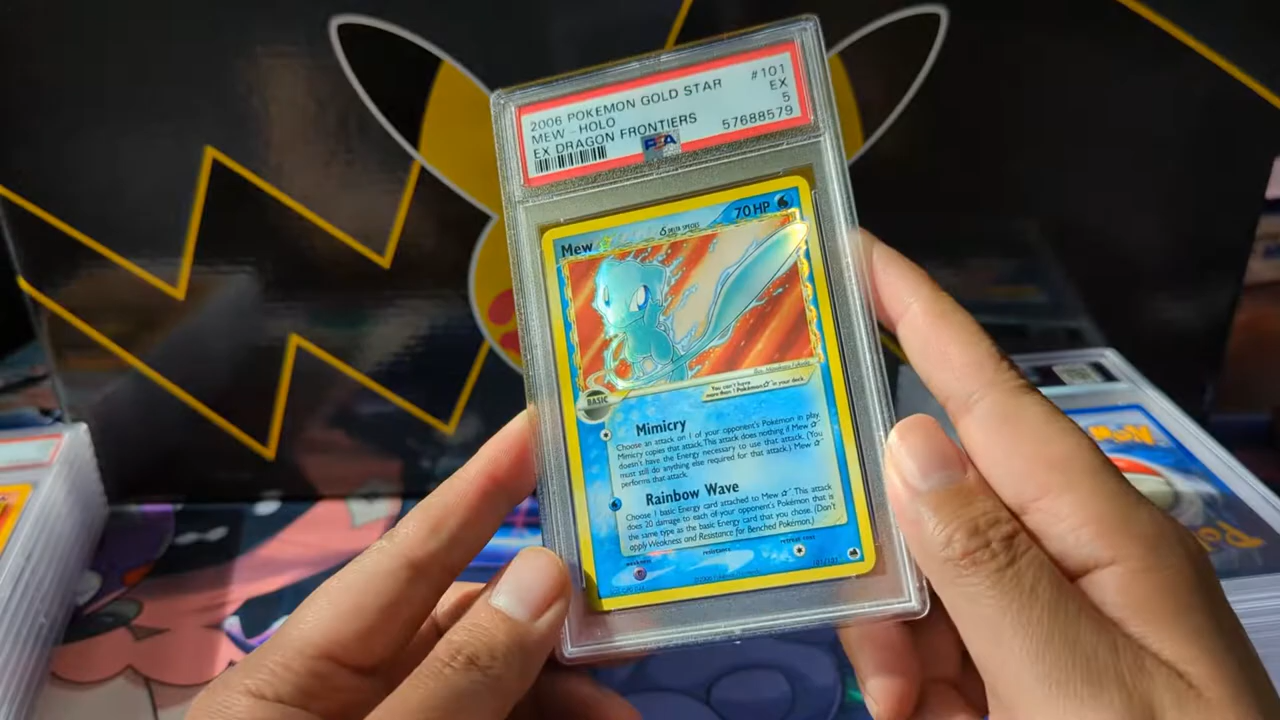 2006 POKEMON GOLD STAR #101
MEW - HOLO EX
EX DRAGON FRONTIERS 5
PSA 57688579
Mew ☆ δ DELTA SPECIES 70 HP
BASIC
You can't have
more than 1 Pokémon ☆ in your deck.
Mimicry
Choose an attack on 1 of your opponent's Pokémon in play.
Mimicry copies that attack. This attack does nothing if Mew ☆
doesn't have the Energy necessary to use that attack. (You
must still do anything else required for that attack.) Mew ☆
performs that attack.
Rainbow Wave
Choose 1 basic Energy card attached to Mew ☆. This attack
does 20 damage to each of your opponent's Pokémon that is
the same type as the basic Energy card that you chose. (Don't
apply Weakness and Resistance for Benched Pokémon.)
weakness resistance retreat cost
101/101